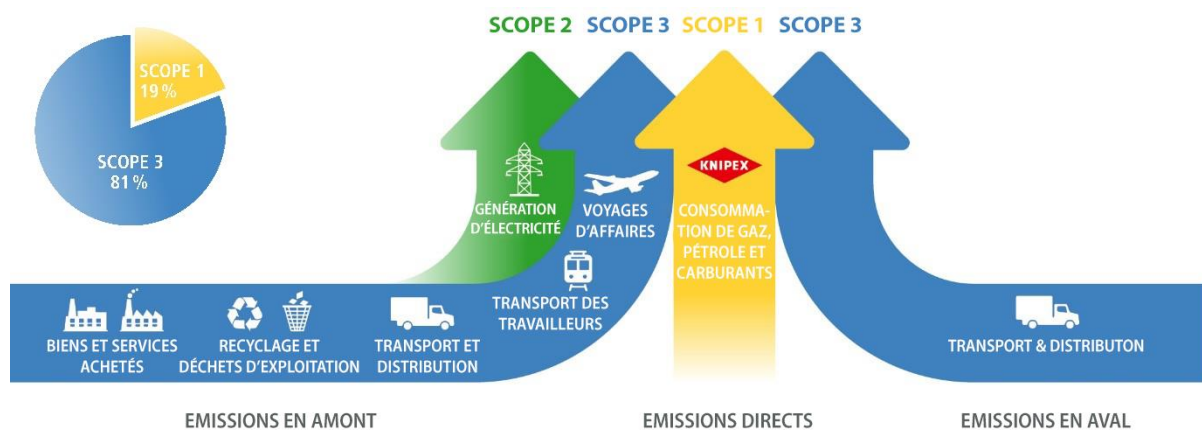 SCOPE 2
SCOPE 3
SCOPE 1
SCOPE 3
SCOPE 1
19 %
SCOPE 3
81 %
KNIPEX
GÉNÉRATION
D'ÉLECTRICITÉ
VOYAGES
D'AFFAIRES
CONSOMMA-
TION DE GAZ,
PÉTROLE ET
CARBURANTS
TRANSPORT DES
TRAVAILLEURS
BIENS ET SERVICES
ACHETÉS
RECYCLAGE ET
DÉCHETS D'EXPLOITATION
TRANSPORT ET
DISTRIBUTION
TRANSPORT & DISTRIBUTON
EMISSIONS EN AMONT
EMISSIONS DIRECTS
EMISSIONS EN AVAL